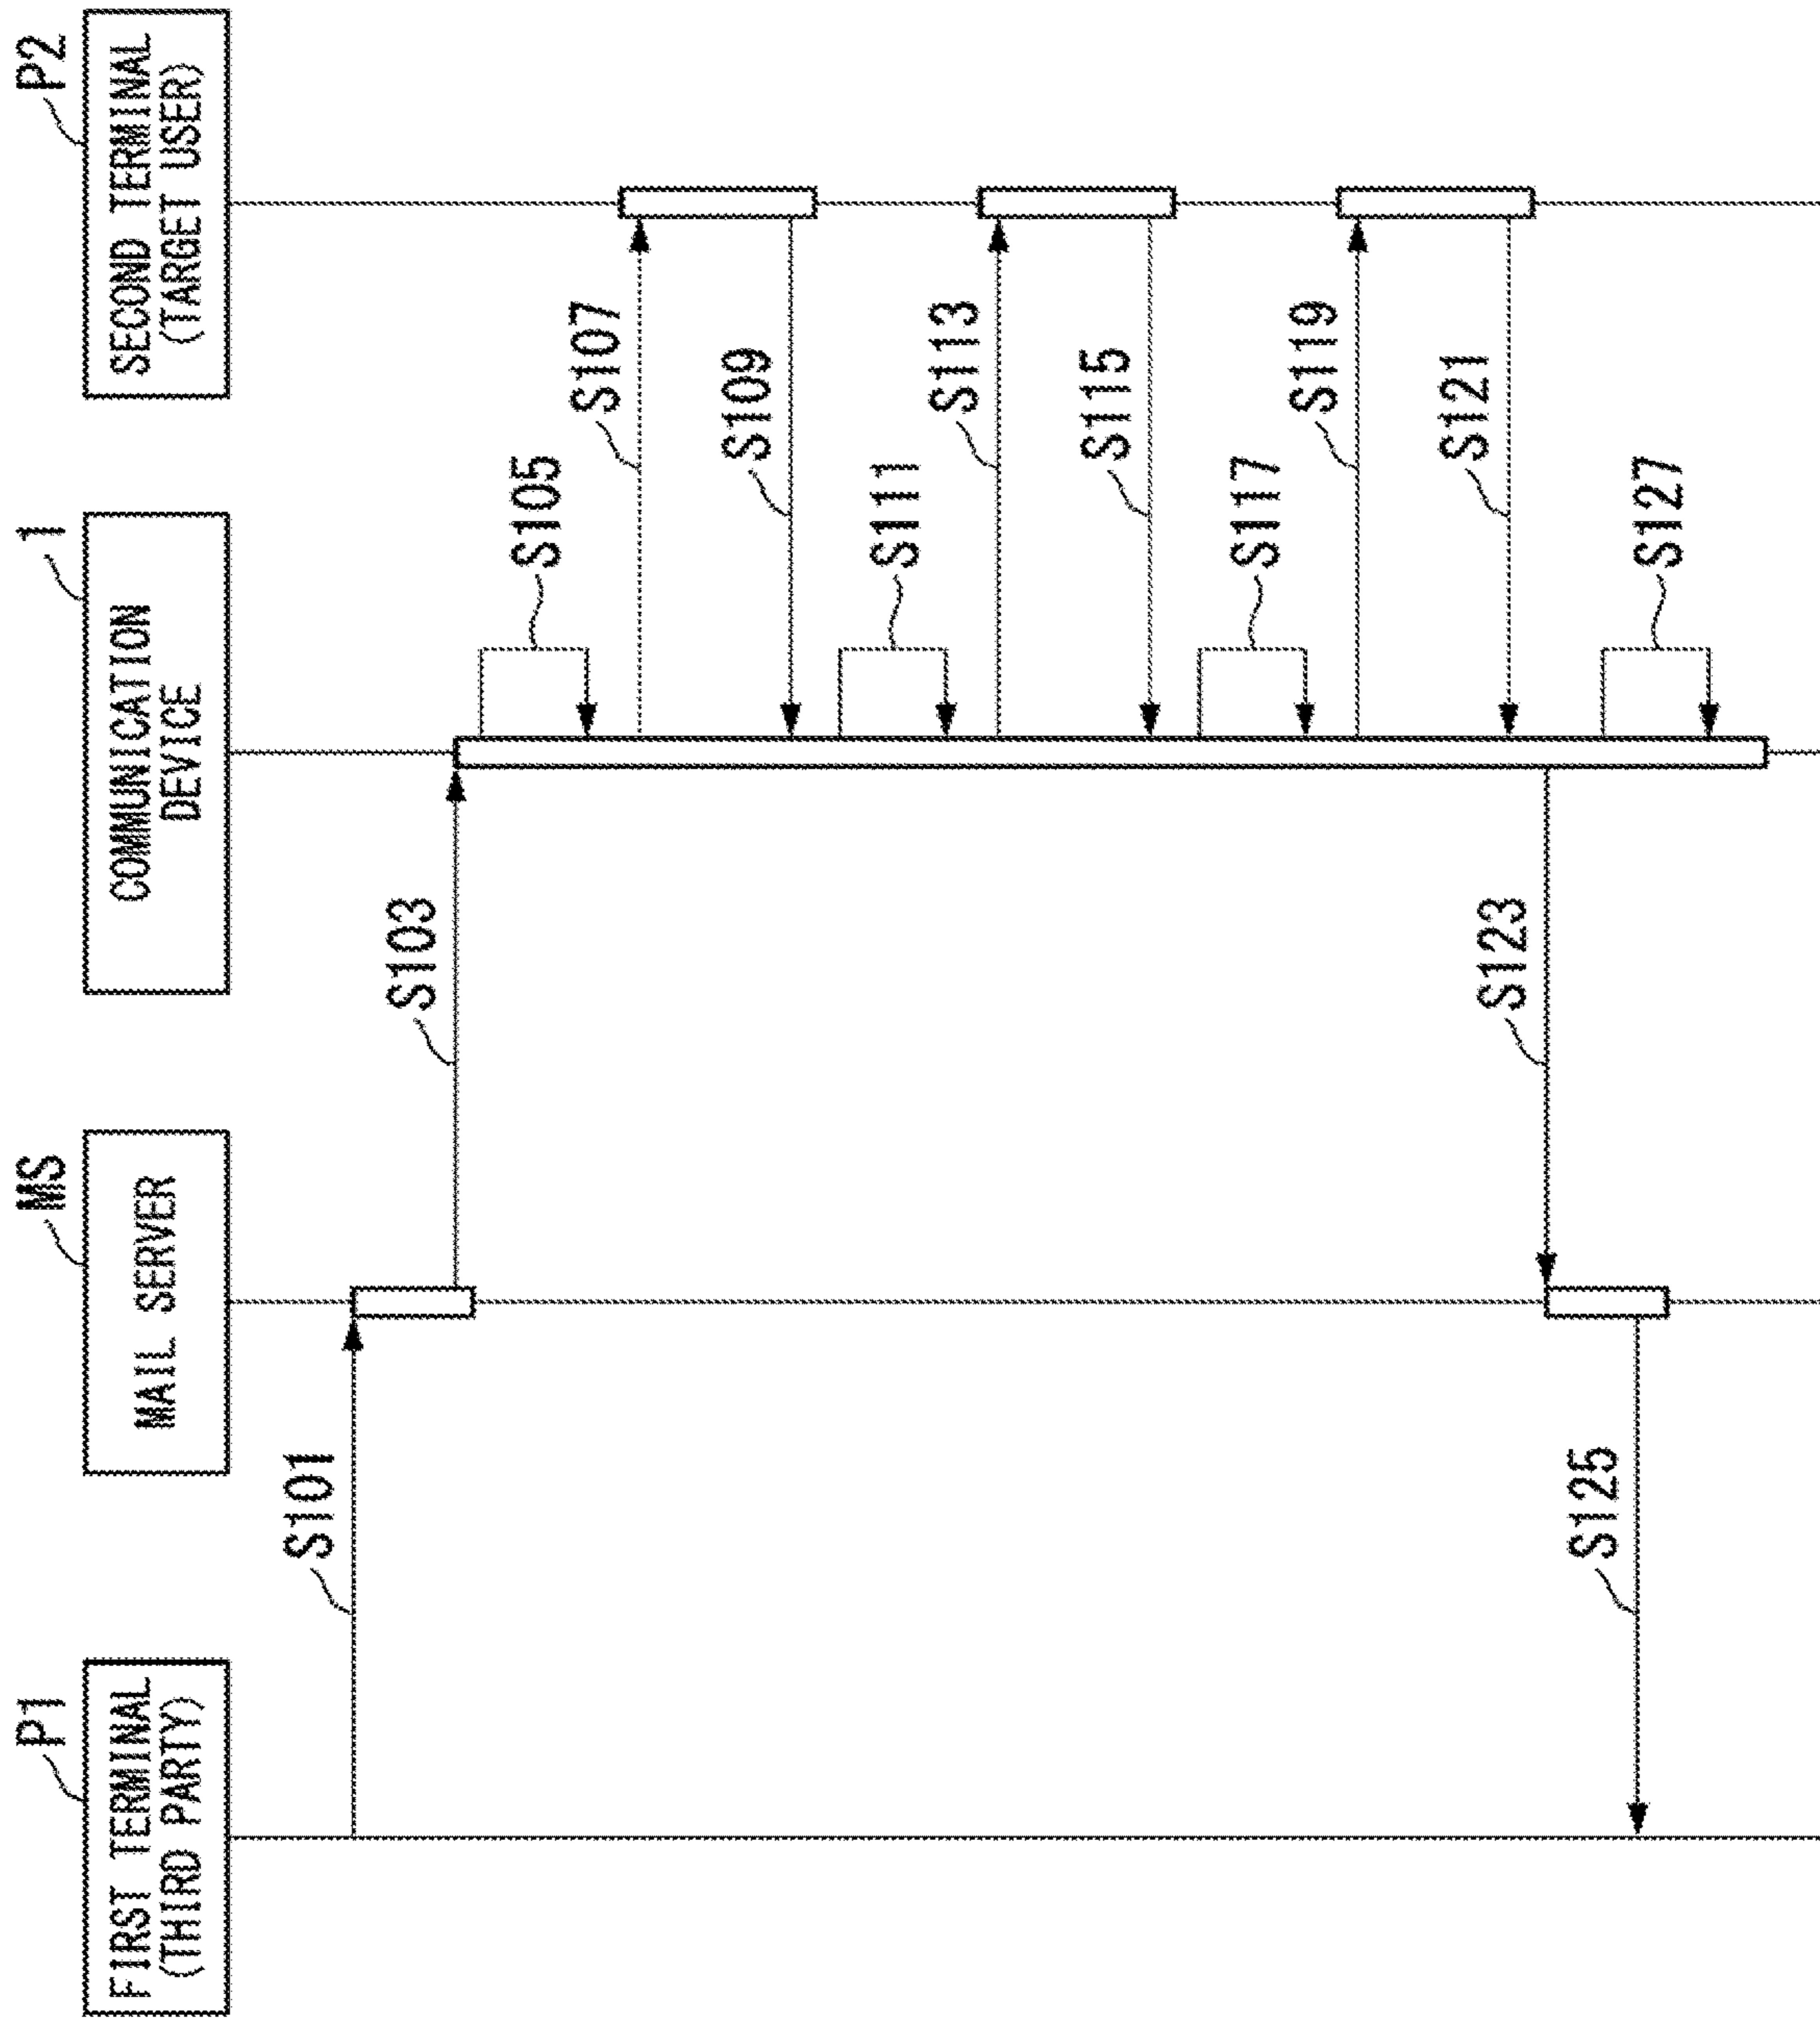 P1
FIRST TERMINAL
(THIRD PARTY)
MS
MAIL SERVER
1
COMMUNICATION
DEVICE
P2
SECOND TERMINAL
(TARGET USER)
S101
S103
S105
S107
S109
S111
S113
S115
S117
S119
S121
S123
S125
S127